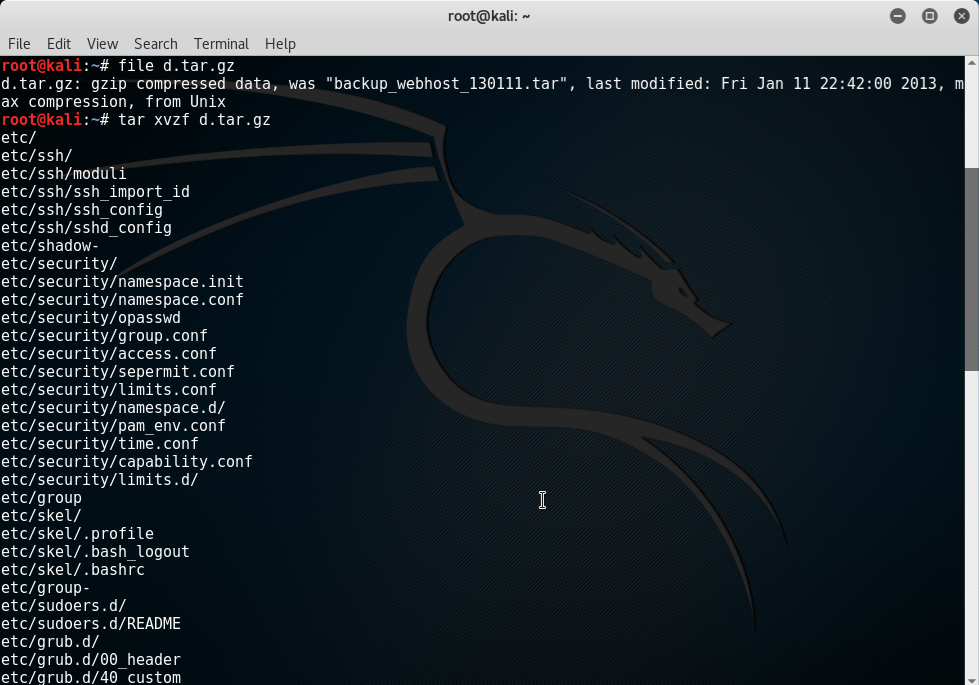 root@kali: ~
File Edit View Search Terminal Help
root@kali:~# file d.tar.gz
d.tar.gz: gzip compressed data, was "backup_webhost_130111.tar", last modified: Fri Jan 11 22:42:00 2013, m
ax compression, from Unix
root@kali:~# tar xvzf d.tar.gz
etc/
etc/ssh/
etc/ssh/moduli
etc/ssh/ssh_import_id
etc/ssh/ssh_config
etc/ssh/sshd_config
etc/shadow-
etc/security/
etc/security/namespace.init
etc/security/namespace.conf
etc/security/opasswd
etc/security/group.conf
etc/security/access.conf
etc/security/sepermit.conf
etc/security/limits.conf
etc/security/namespace.d/
etc/security/pam_env.conf
etc/security/time.conf
etc/security/capability.conf
etc/security/limits.d/
etc/group
etc/skel/
etc/skel/.profile
etc/skel/.bash_logout
etc/skel/.bashrc
etc/group-
etc/sudoers.d/
etc/sudoers.d/README
etc/grub.d/
etc/grub.d/00_header
etc/grub.d/40_custom